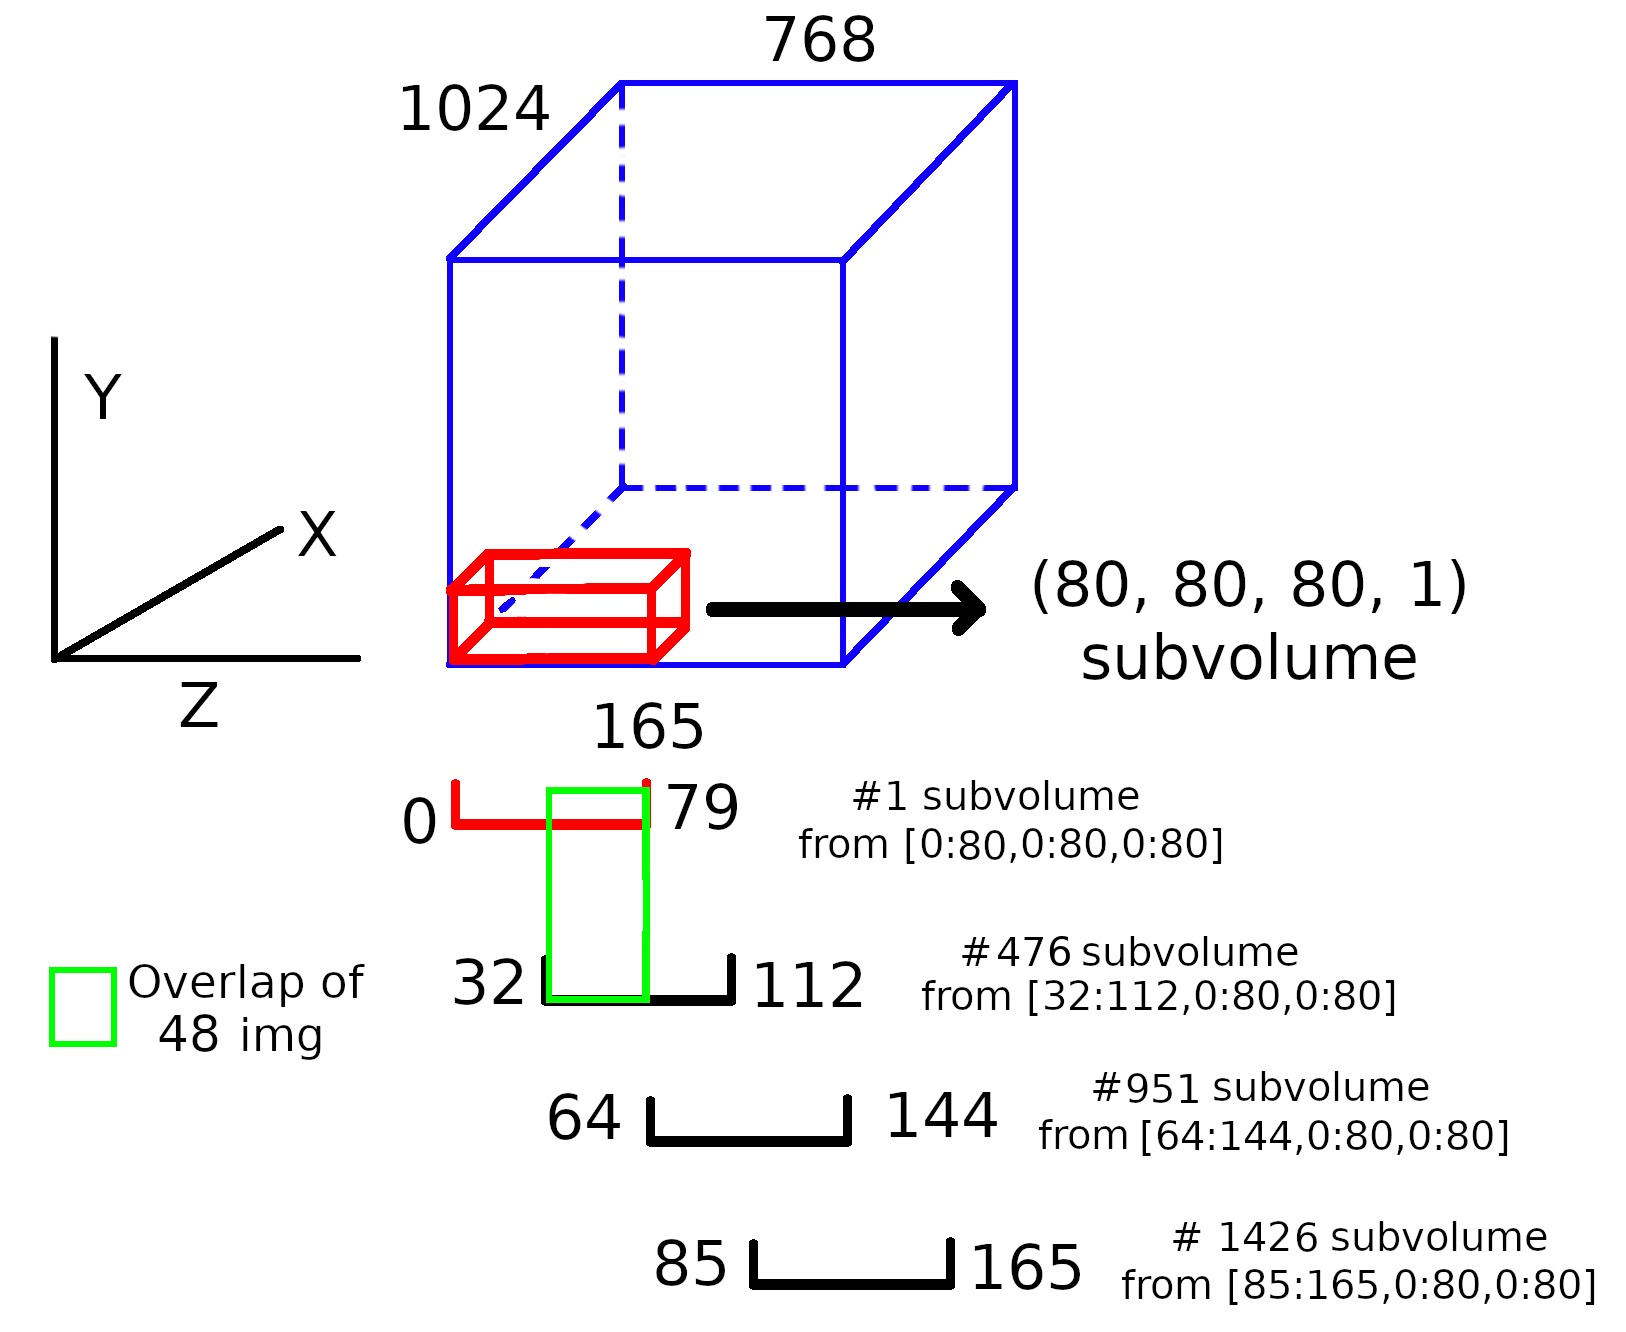 768
1024
Y
X
Z
(80, 80, 80, 1)
subvolume
165
0
79
#1 subvolume
from [0:80,0:80,0:80]
32
112
#476 subvolume
from [32:112,0:80,0:80]
Overlap of
48 img
64
144
#951 subvolume
from [64:144,0:80,0:80]
85
165
# 1426 subvolume
from [85:165,0:80,0:80]